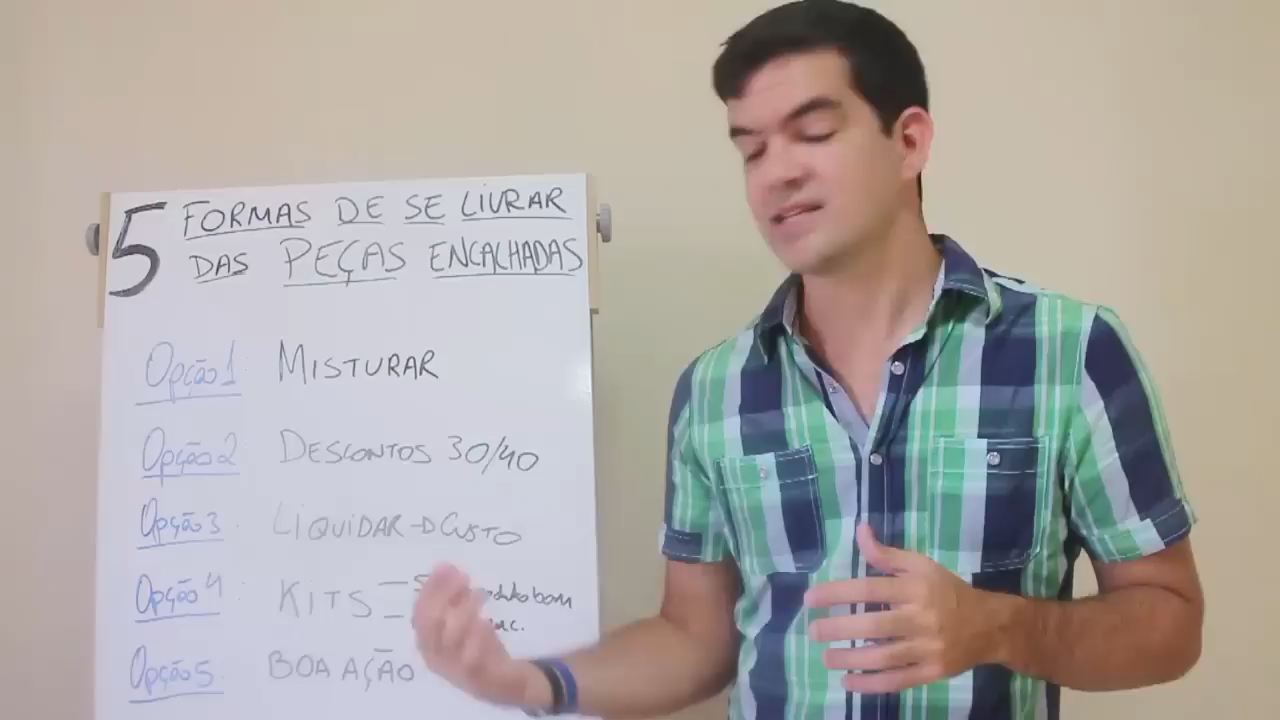 5 FORMAS DE SE LIVRAR
DAS PEÇAS ENCALHADAS
Opção 1 MISTURAR
Opção 2 DESCONTOS 30/40
Opção 3 LIQUIDAR → CUSTO
Opção 4 KITS bom
Opção 5 BOA AÇÃO